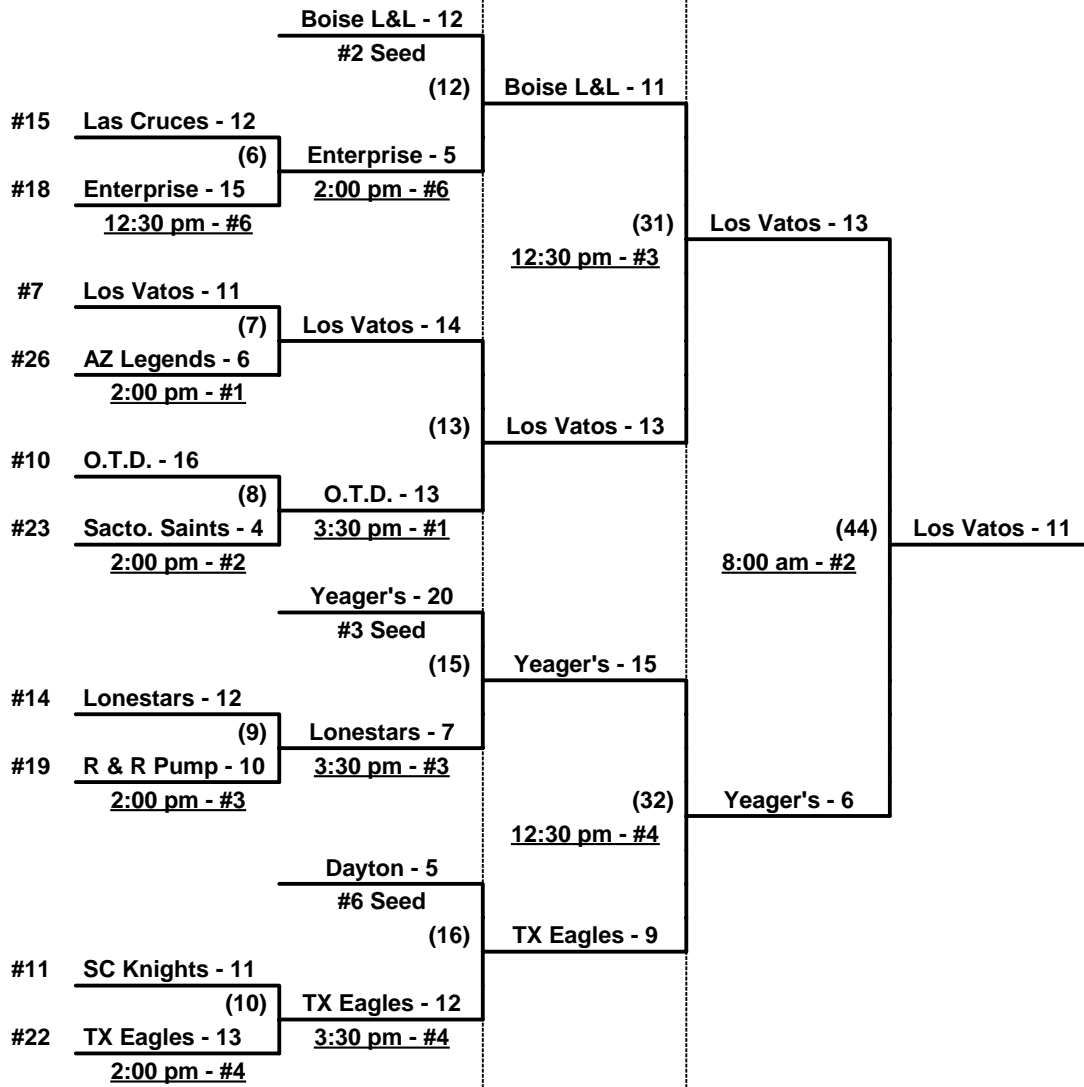 Boise L&L - 12
#2 Seed
(12) Boise L&L - 11
#15 Las Cruces - 12
(6) Enterprise - 5
#18 Enterprise - 15 2:00 pm - #6
12:30 pm - #6 (31) Los Vatos - 13
12:30 pm - #3
#7 Los Vatos - 11
(7) Los Vatos - 14
#26 AZ Legends - 6
2:00 pm - #1
(13) Los Vatos - 13
#10 O.T.D. - 16
(8) O.T.D. - 13
#23 Sacto. Saints - 4 3:30 pm - #1 (44) Los Vatos - 11
2:00 pm - #2 8:00 am - #2
Yeager's - 20
#3 Seed
(15) Yeager's - 15
#14 Lonestars - 12
(9) Lonestars - 7
#19 R & R Pump - 10 3:30 pm - #3
2:00 pm - #3 (32) Yeager's - 6
12:30 pm - #4
Dayton - 5
#6 Seed
(16) TX Eagles - 9
#11 SC Knights - 11
(10) TX Eagles - 12
#22 TX Eagles - 13 3:30 pm - #4
2:00 pm - #4